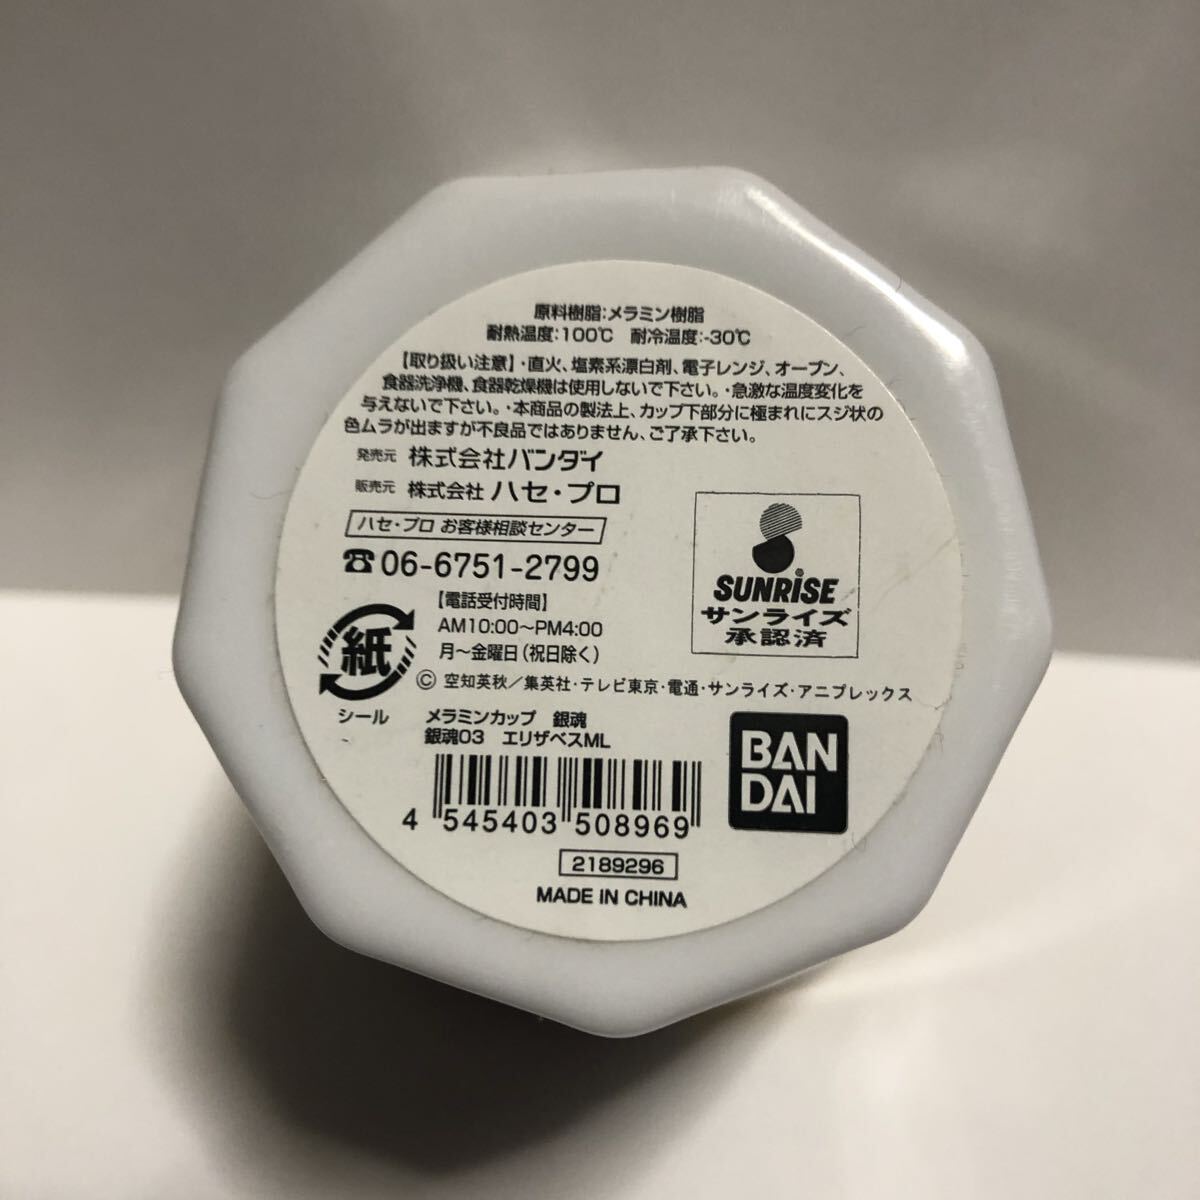 原料樹脂:メラミン樹脂
耐熱温度:100℃ 耐冷温度:-30℃
【取り扱い注意】・直火、塩素系漂白剤、電子レンジ、オーブン、
食器洗浄機、食器乾燥機は使用しないで下さい。・急激な温度変化を
与えないで下さい。・本商品の製法上、カップ下部分に極まれにスジ状の
色ムラが出ますが不良品ではありません、ご了承下さい。
発売元 株式会社バンダイ
販売元 株式会社 ハセ・プロ
ハセ・プロ お客様相談センター
☎06-6751-2799
【電話受付時間】
AM10:00~PM4:00
月~金曜日(祝日除く)
SUNRISE
サンライズ
承認済
紙
シール
© 空知英秋/集英社・テレビ東京・電通・サンライズ・アニプレックス
メラミンカップ 銀魂
銀魂03 エリザベスML
BAN
DAI
4 545403 508969
2189296
MADE IN CHINA